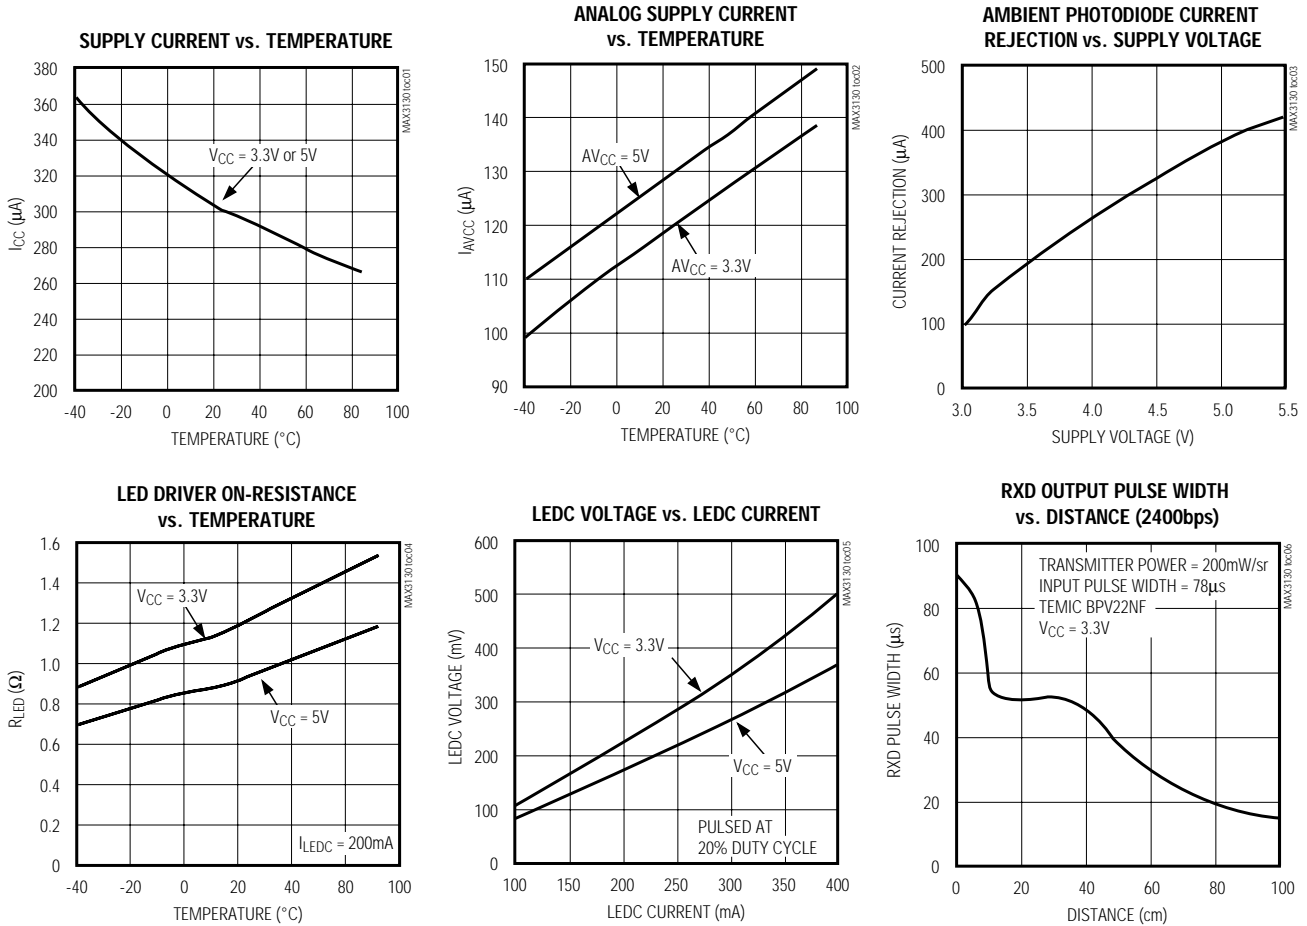 SUPPLY CURRENT vs. TEMPERATURE
MAX3130 toc01
ICC (μA)
380
360
340
320
300
280
260
240
220
200
VCC = 3.3V or 5V
-40 -20 0 20 40 60 80 100
TEMPERATURE (°C)
ANALOG SUPPLY CURRENT
vs. TEMPERATURE
MAX3130 toc02
IAVCC (μA)
150
140
130
120
110
100
90
AVCC = 5V
AVCC = 3.3V
-40 -20 0 20 40 60 80 100
TEMPERATURE (°C)
AMBIENT PHOTODIODE CURRENT
REJECTION vs. SUPPLY VOLTAGE
MAX3130 toc03
CURRENT REJECTION (μA)
500
400
300
200
100
0
3.0 3.5 4.0 4.5 5.0 5.5
SUPPLY VOLTAGE (V)
LED DRIVER ON-RESISTANCE
vs. TEMPERATURE
MAX3130 toc04
RLED (Ω)
1.6
1.4
1.2
1.0
0.8
0.6
0.4
0.2
0
VCC = 3.3V
VCC = 5V
ILEDC = 200mA
-40 -20 0 20 40 60 80 100
TEMPERATURE (°C)
LEDC VOLTAGE vs. LEDC CURRENT
MAX3130 toc05
LEDC VOLTAGE (mV)
600
500
400
300
200
100
0
VCC = 3.3V
VCC = 5V
PULSED AT
20% DUTY CYCLE
100 150 200 250 300 350 400
LEDC CURRENT (mA)
RXD OUTPUT PULSE WIDTH
vs. DISTANCE (2400bps)
MAX3130 toc06
RXD PULSE WIDTH (μs)
100
80
60
40
20
0
TRANSMITTER POWER = 200mW/sr
INPUT PULSE WIDTH = 78μs
TEMIC BPV22NF
VCC = 3.3V
0 20 40 60 80 100
DISTANCE (cm)